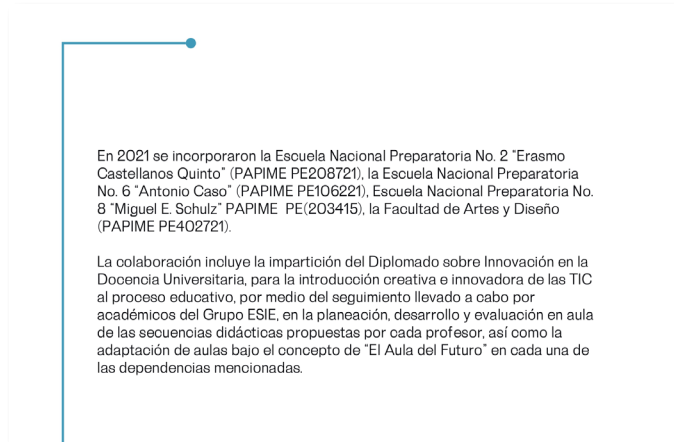 En 2021 se incorporaron la Escuela Nacional Preparatoria No. 2 “Erasmo
Castellanos Quinto” (PAPIME PE208721), la Escuela Nacional Preparatoria
No. 6 “Antonio Caso” (PAPIME PE106221), Escuela Nacional Preparatoria No.
8 “Miguel E. Schulz” PAPIME PE(203415), la Facultad de Artes y Diseño
(PAPIME PE402721).
La colaboración incluye la impartición del Diplomado sobre Innovación en la
Docencia Universitaria, para la introducción creativa e innovadora de las TIC
al proceso educativo, por medio del seguimiento llevado a cabo por
académicos del Grupo ESIE, en la planeación, desarrollo y evaluación en aula
de las secuencias didácticas propuestas por cada profesor, así como la
adaptación de aulas bajo el concepto de “El Aula del Futuro” en cada una de
las dependencias mencionadas.